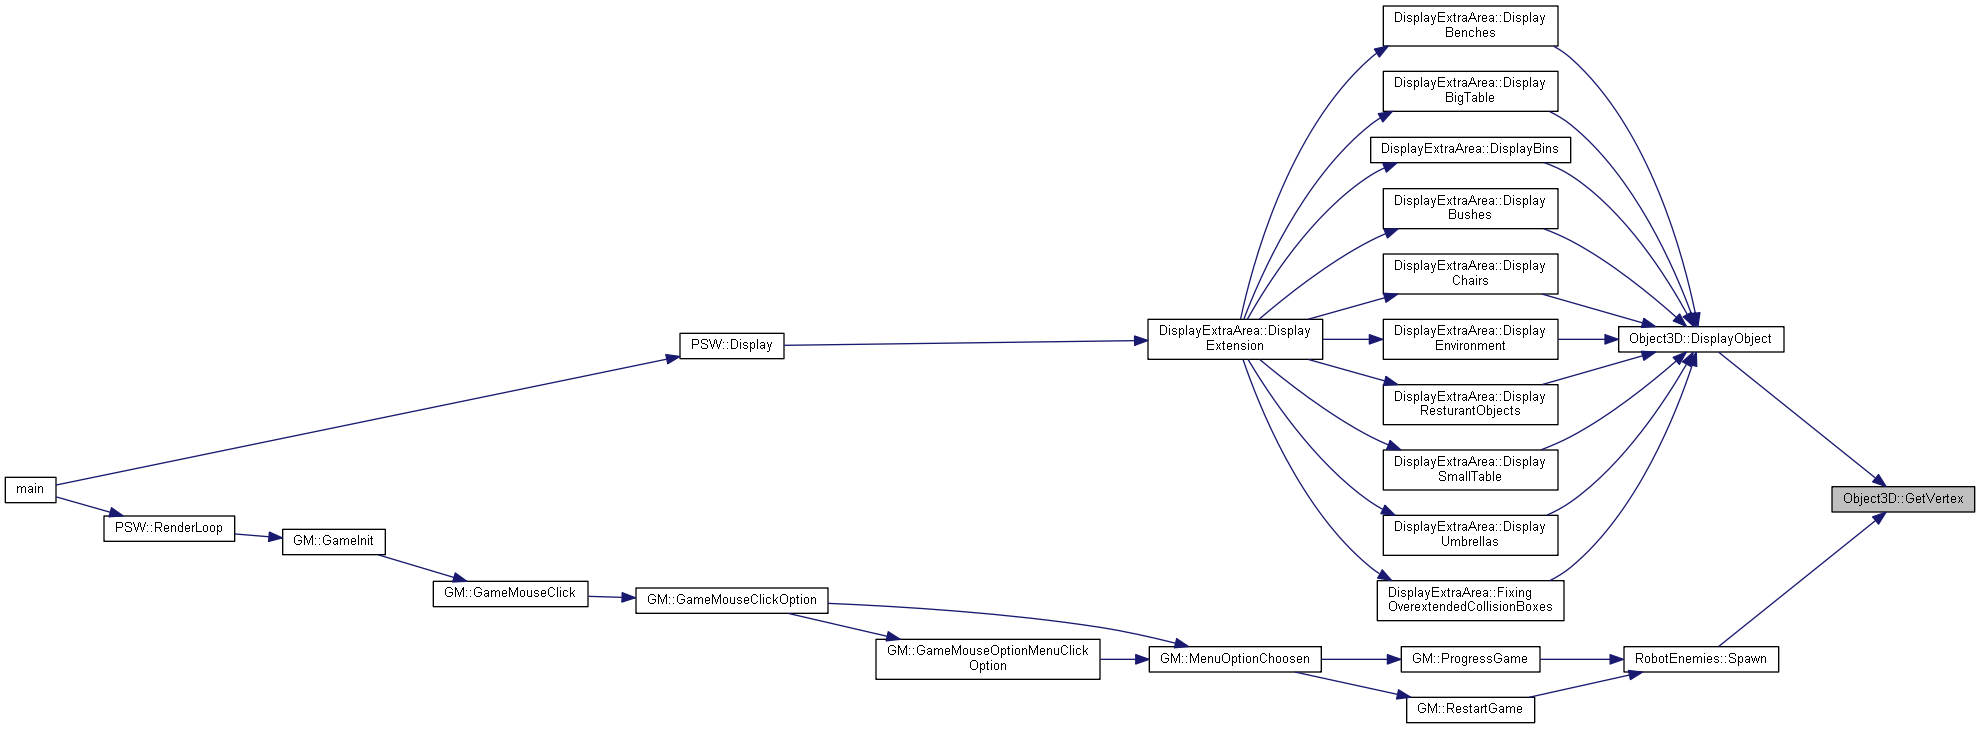 DisplayExtraArea::Display
Benches
DisplayExtraArea::Display
BigTable
DisplayExtraArea::DisplayBins
DisplayExtraArea::Display
Bushes
DisplayExtraArea::Display
Chairs
DisplayExtraArea::Display
Extension
DisplayExtraArea::Display
Environment
Object3D::DisplayObject
PSW::Display
DisplayExtraArea::Display
ResturantObjects
DisplayExtraArea::Display
SmallTable
main
Object3D::GetVertex
PSW::RenderLoop
DisplayExtraArea::Display
Umbrellas
GM::GameInit
GM::GameMouseClick
GM::GameMouseClickOption
DisplayExtraArea::Fixing
OverextendedCollisionBoxes
GM::GameMouseOptionMenuClick
Option
GM::MenuOptionChoosen
GM::ProgressGame
RobotEnemies::Spawn
GM::RestartGame